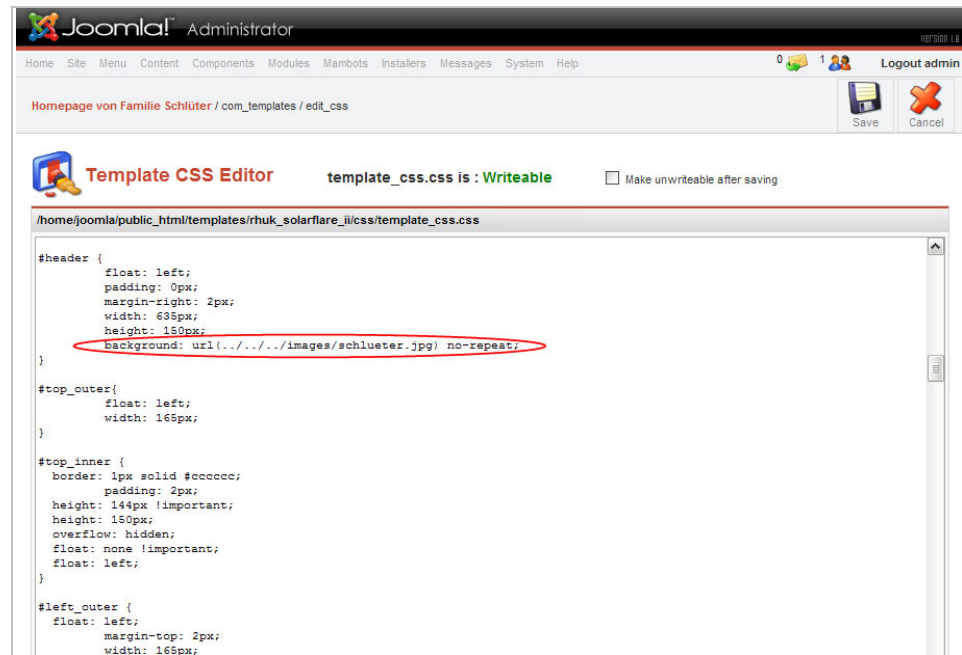 Joomla!™ Administrator
version 1.0
Home Site Menu Content Components Modules Mambots Installers Messages System Help 0 1 Logout admin
Homepage von Familie Schlüter / com_templates / edit_css
Save Cancel
Template CSS Editor template_css.css is : Writeable Make unwriteable after saving
/home/joomla/public_html/templates/rhuk_solarflare_ii/css/template_css.css
#header {
float: left;
padding: 0px;
margin-right: 2px;
width: 635px;
height: 150px;
background: url(../../../images/schlueter.jpg) no-repeat;
}
#top_outer{
float: left;
width: 165px;
}
#top_inner {
border: 1px solid #cccccc;
padding: 2px;
height: 144px !important;
height: 150px;
overflow: hidden;
float: none !important;
float: left;
}
#left_outer {
float: left;
margin-top: 2px;
width: 165px;